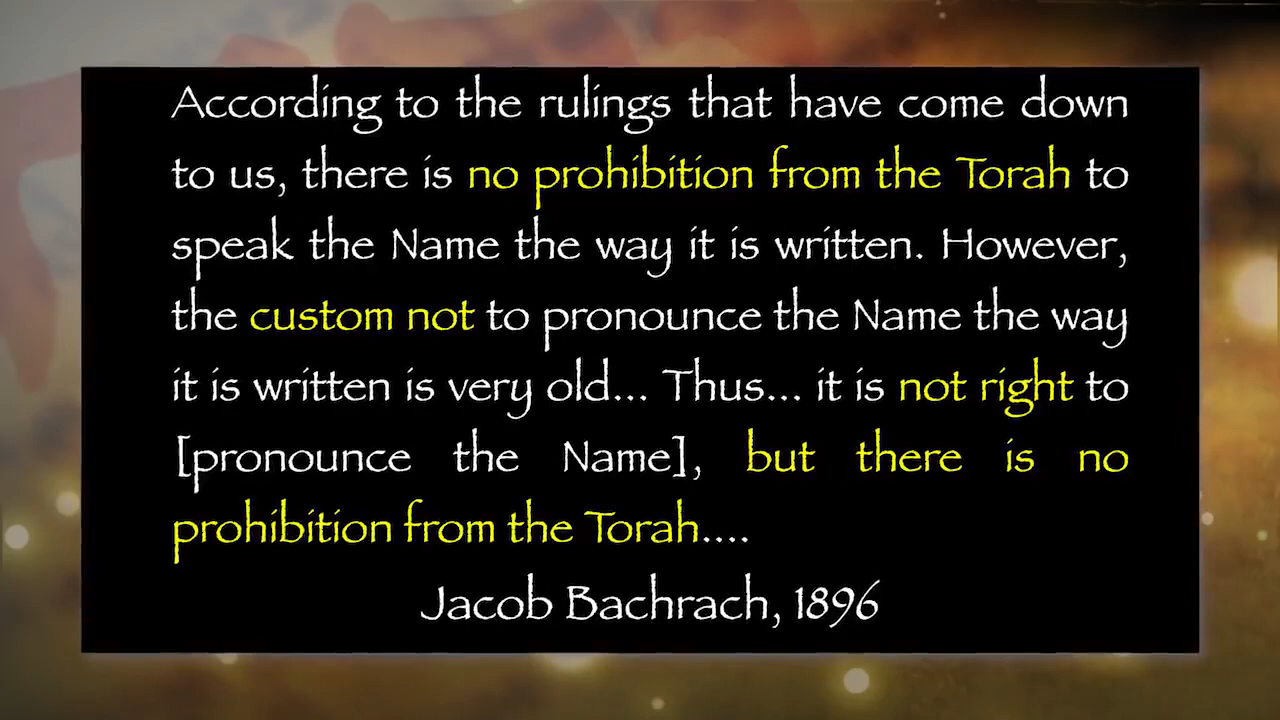 According to the rulings that have come down
to us, there is no prohibition from the Torah to
speak the Name the way it is written. However,
the custom not to pronounce the Name the way
it is written is very old... Thus... it is not right to
[pronounce the Name], but there is no
prohibition from the Torah....
Jacob Bachrach, 1896